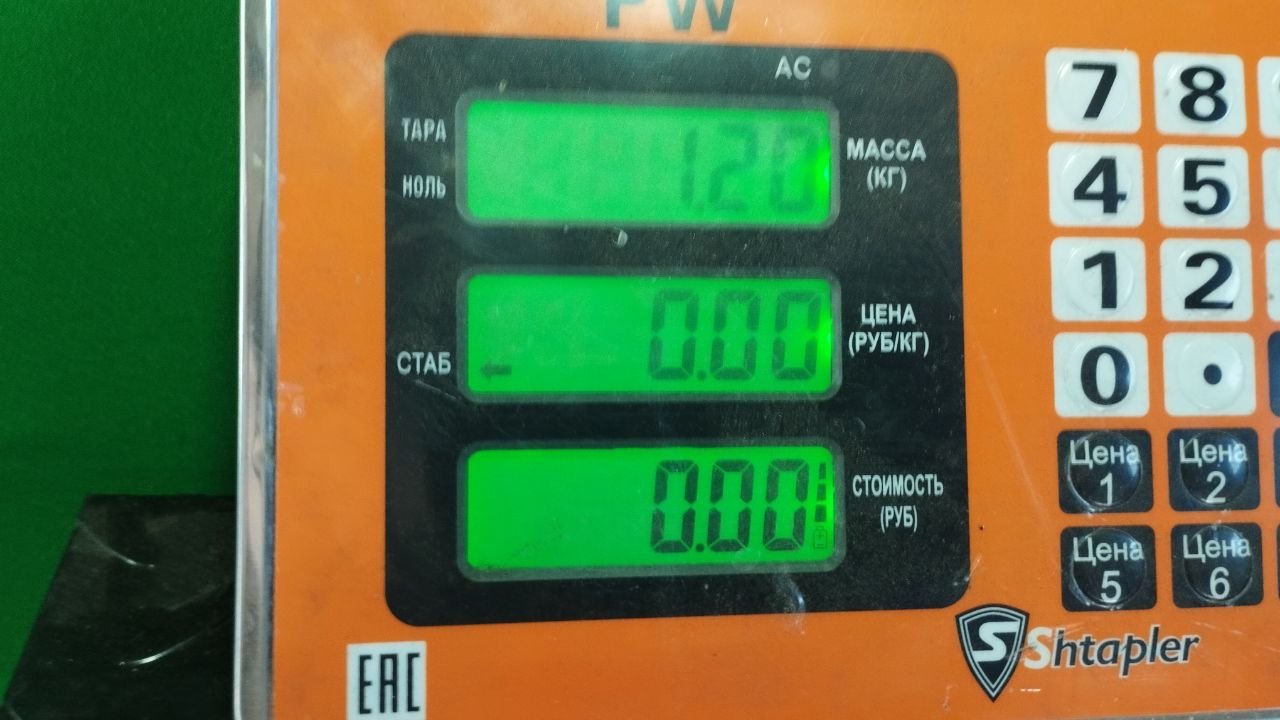 PW
AC
ТАРА
НОЛЬ
1.20
МАССА
(КГ)
СТАБ
0.00
ЦЕНА
(РУБ/КГ)
0.00
СТОИМОСТЬ
(РУБ)
7 8
4 5
1 2
0 .
Цена 1
Цена 2
Цена 5
Цена 6
S Shtapler
EAC